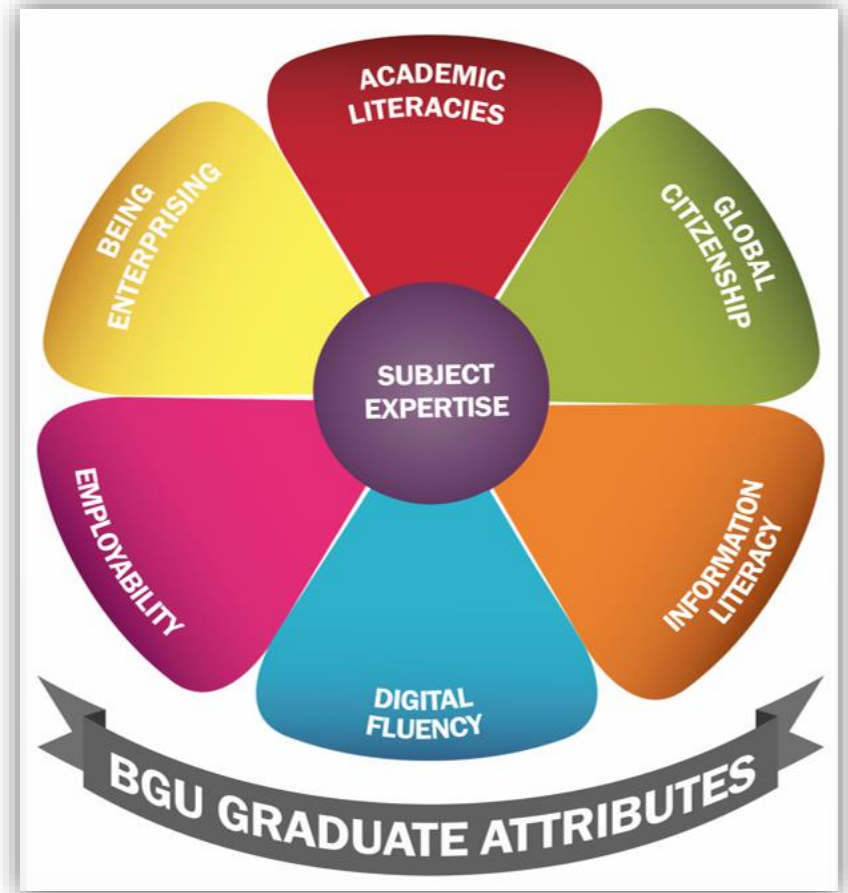 ACADEMIC
LITERACIES
GLOBAL
CITIZENSHIP
INFORMATION
LITERACY
DIGITAL
FLUENCY
EMPLOYABILITY
BEING
ENTERPRISING
SUBJECT
EXPERTISE
BGU GRADUATE ATTRIBUTES